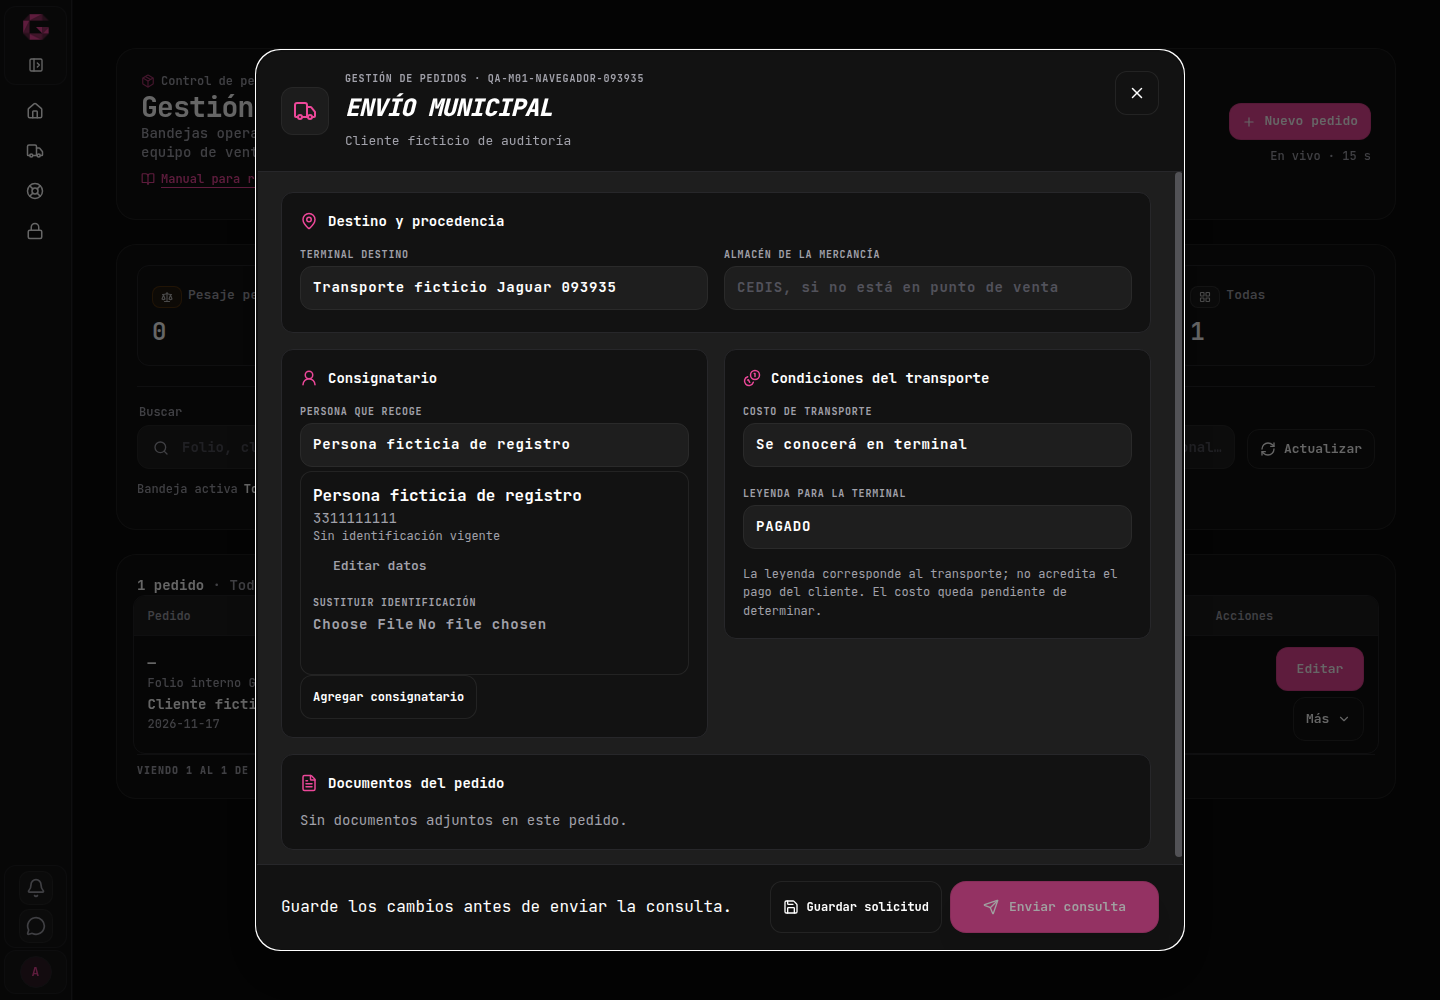 GESTIÓN DE PEDIDOS · QA-M01-NAVEGADOR-093935
ENVÍO MUNICIPAL
Cliente ficticio de auditoría
Control de pe
Gestión
Bandejas opera
equipo de vent
Manual para r
Nuevo pedido
En vivo · 15 s
Pesaje pe
0
Todas
1
Buscar
Folio, cl
onal…
Actualizar
Bandeja activa To
1 pedido · Tod
Pedido
Acciones
—
Folio interno G
Cliente ficti
2026-11-17
Editar
Más
VIENDO 1 AL 1 DE
A
Destino y procedencia
TERMINAL DESTINO
Transporte ficticio Jaguar 093935
ALMACÉN DE LA MERCANCÍA
CEDIS, si no está en punto de venta
Consignatario
PERSONA QUE RECOGE
Persona ficticia de registro
Persona ficticia de registro
3311111111
Sin identificación vigente
Editar datos
SUSTITUIR IDENTIFICACIÓN
Choose File No file chosen
Agregar consignatario
Condiciones del transporte
COSTO DE TRANSPORTE
Se conocerá en terminal
LEYENDA PARA LA TERMINAL
PAGADO
La leyenda corresponde al transporte; no acredita el
pago del cliente. El costo queda pendiente de
determinar.
Documentos del pedido
Sin documentos adjuntos en este pedido.
Guarde los cambios antes de enviar la consulta.
Guardar solicitud
Enviar consulta